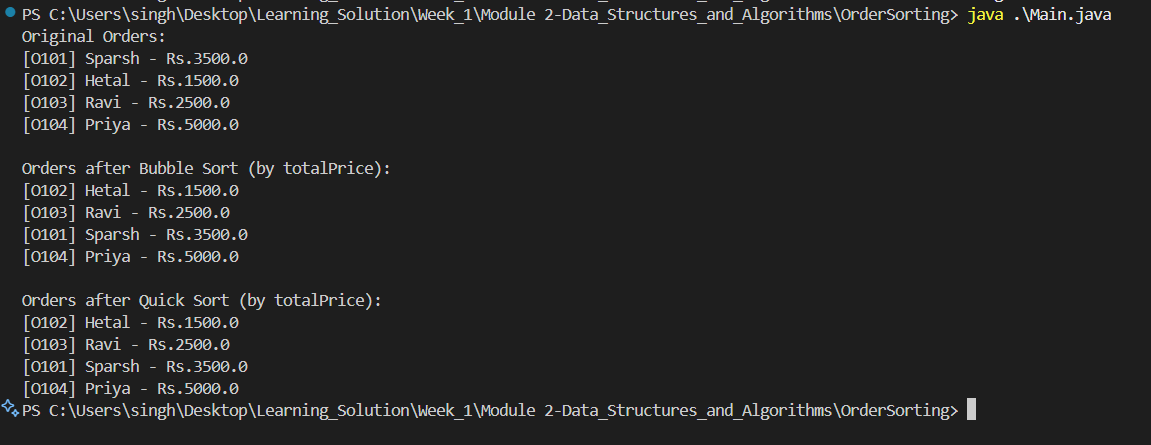 PS C:\Users\singh\Desktop\Learning_Solution\Week_1\Module 2-Data_Structures_and_Algorithms\OrderSorting> java .\Main.java
Original Orders:
[O101] Sparsh - Rs.3500.0
[O102] Hetal - Rs.1500.0
[O103] Ravi - Rs.2500.0
[O104] Priya - Rs.5000.0

Orders after Bubble Sort (by totalPrice):
[O102] Hetal - Rs.1500.0
[O103] Ravi - Rs.2500.0
[O101] Sparsh - Rs.3500.0
[O104] Priya - Rs.5000.0

Orders after Quick Sort (by totalPrice):
[O102] Hetal - Rs.1500.0
[O103] Ravi - Rs.2500.0
[O101] Sparsh - Rs.3500.0
[O104] Priya - Rs.5000.0
PS C:\Users\singh\Desktop\Learning_Solution\Week_1\Module 2-Data_Structures_and_Algorithms\OrderSorting>